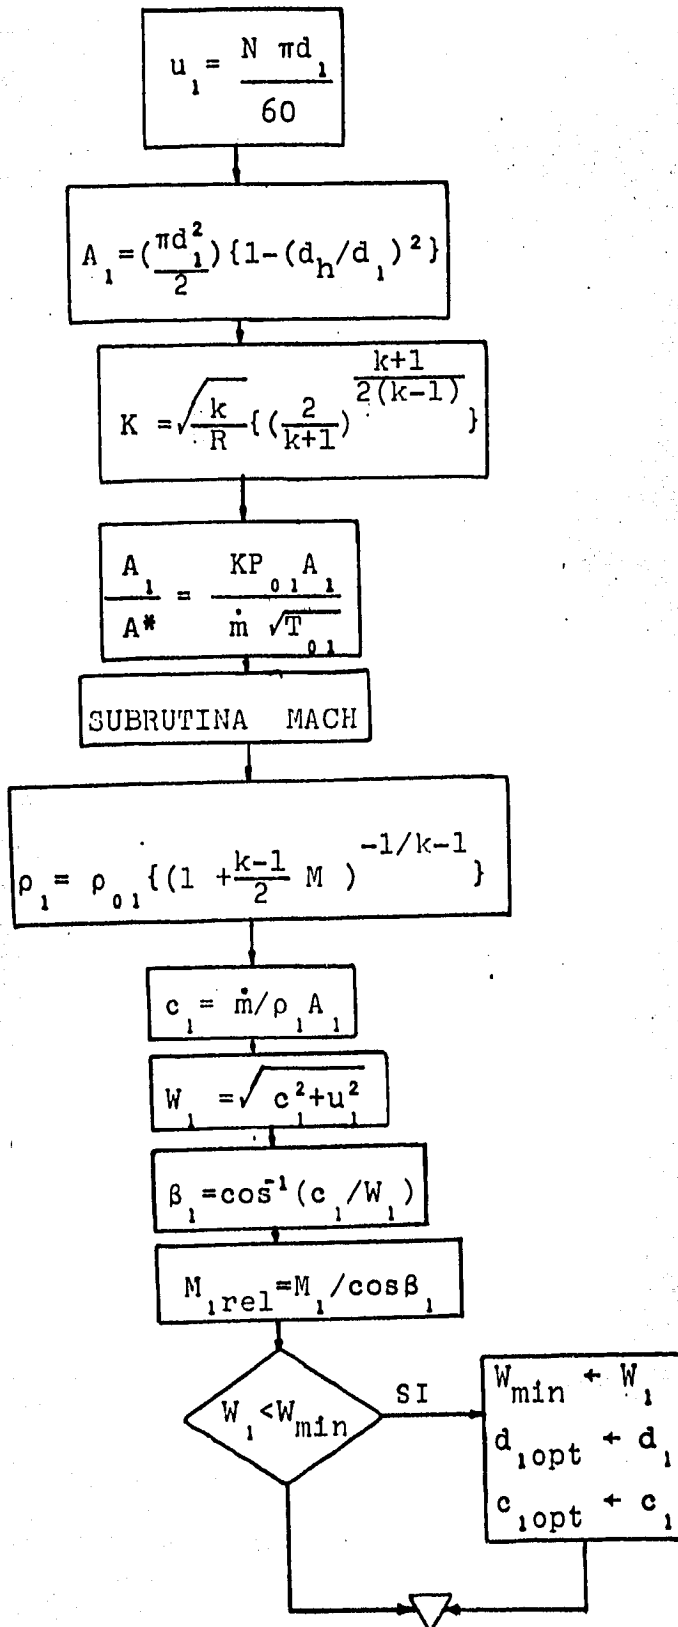 u₁ = N πd₁ / 60
A₁ = (πd₁²/2){1-(d_h/d₁)²}
K = √(k/R) {(2/(k+1))^((k+1)/(2(k-1)))}
A₁/A* = KP₀₁A₁ / ṁ √T₀₁
SUBRUTINA MACH
ρ₁ = ρ₀₁{(1 + (k-1)/2 M )^(-1/k-1)}
c₁ = ṁ/ρ₁A₁
W₁ = √(c₁²+u₁²)
β₁ = cos⁻¹(c₁/W₁)
M₁rel = M₁/cosβ₁
W₁ < W_min
SI
W_min ← W₁
d₁opt ← d₁
c₁opt ← c₁